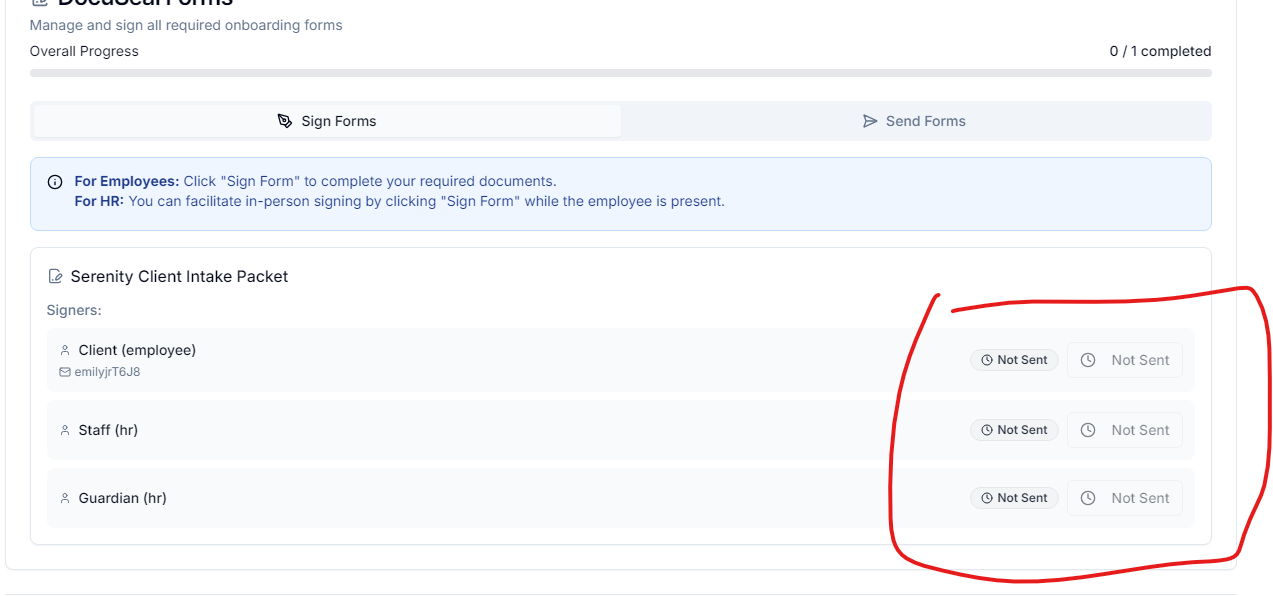 DocuSeal Forms
Manage and sign all required onboarding forms
Overall Progress
0 / 1 completed
Sign Forms
Send Forms
For Employees: Click "Sign Form" to complete your required documents.
For HR: You can facilitate in-person signing by clicking "Sign Form" while the employee is present.
Serenity Client Intake Packet
Signers:
Client (employee)
emilyjrT6J8
Not Sent
Not Sent
Staff (hr)
Not Sent
Not Sent
Guardian (hr)
Not Sent
Not Sent